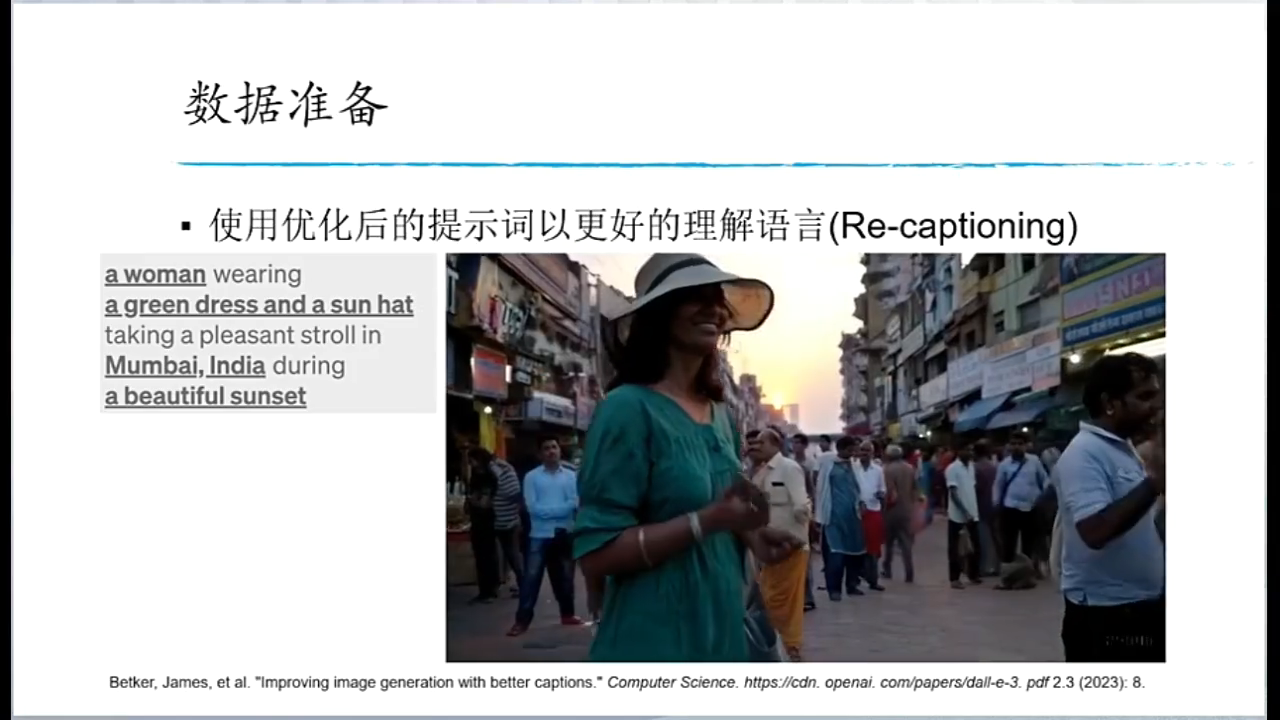 数据准备
▪ 使用优化后的提示词以更好的理解语言(Re-captioning)
a woman wearing
a green dress and a sun hat
taking a pleasant stroll in
Mumbai, India during
a beautiful sunset
Betker, James, et al. "Improving image generation with better captions." Computer Science. https://cdn. openai. com/papers/dall-e-3. pdf 2.3 (2023): 8.